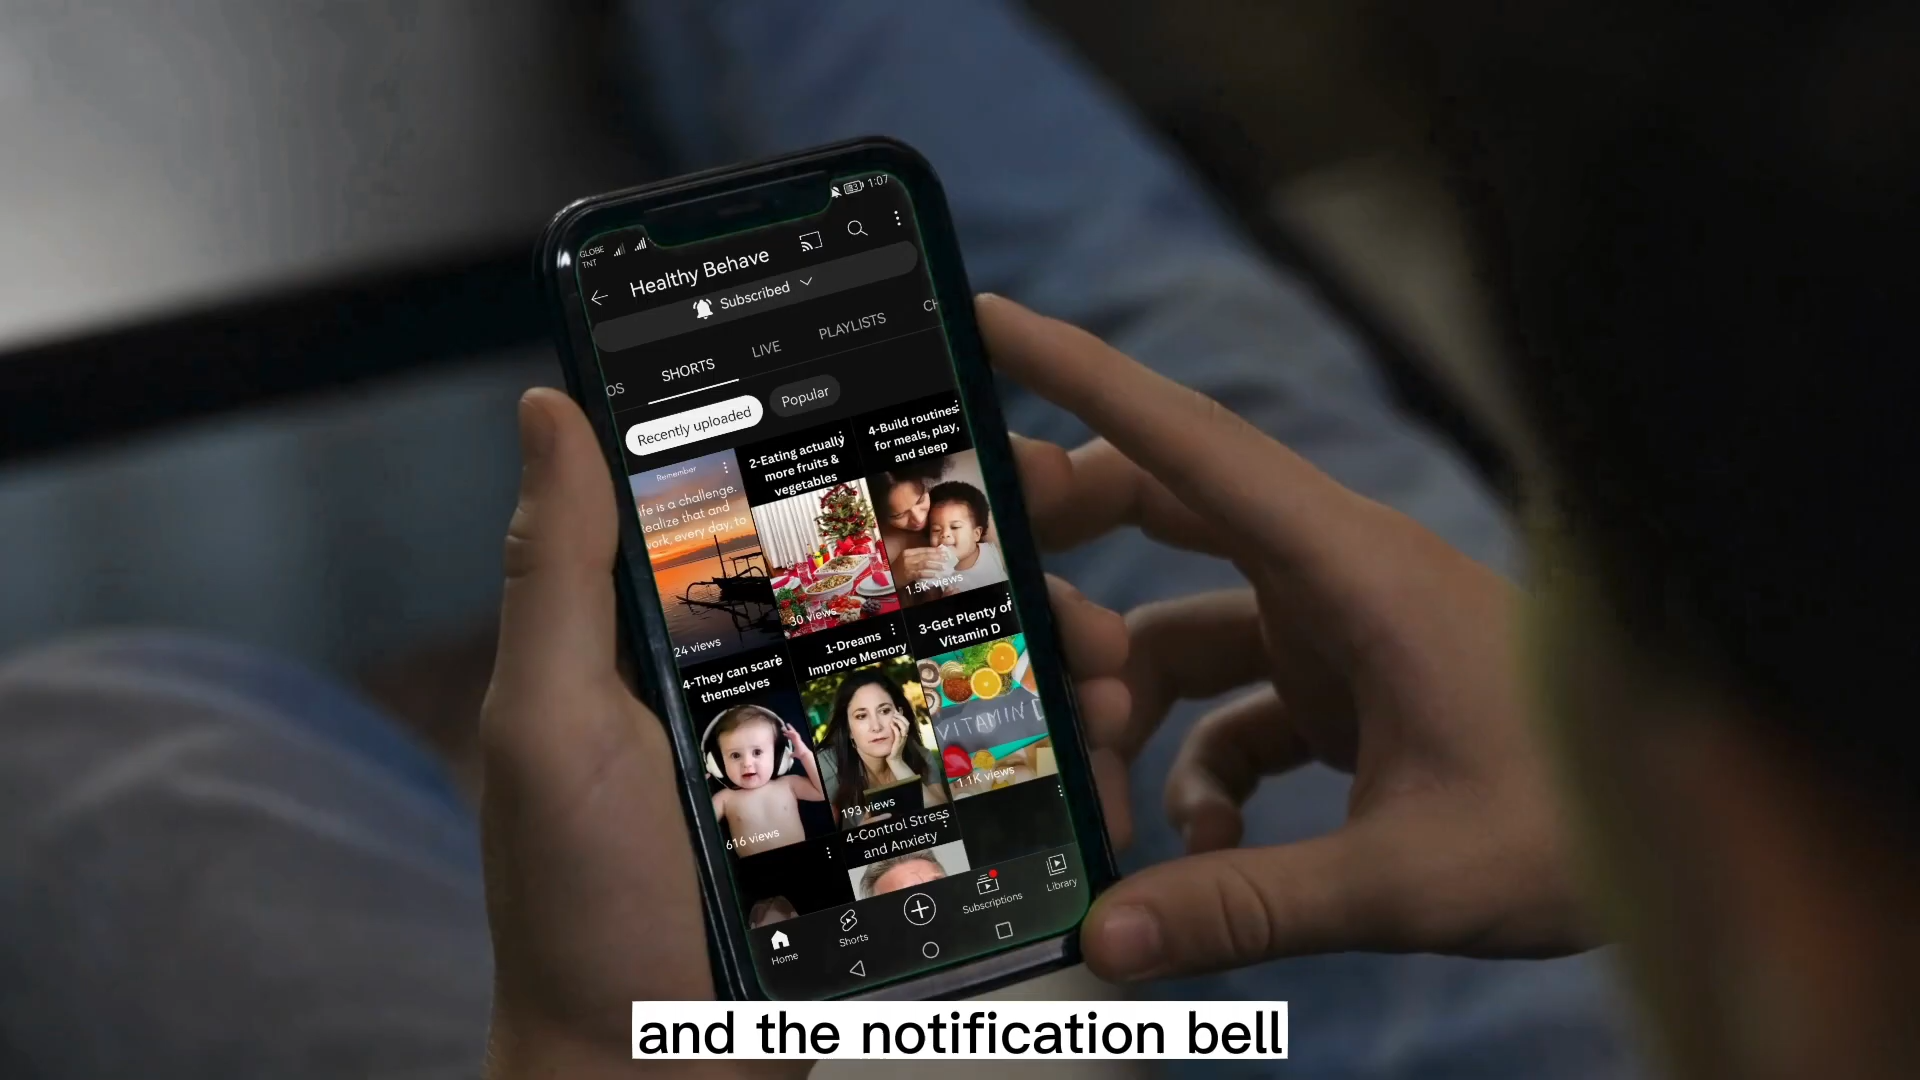 GLOBE
TNT
83
1:07
Healthy Behave
Subscribed
OS
SHORTS
LIVE
PLAYLISTS
CH
Recently uploaded
Popular
Remember
ife is a challenge.
ealize that and
work, every day, to
24 views
2-Eating actually
more fruits &
vegetables
30 views
4-Build routines
for meals, play,
and sleep
1.5K views
4-They can scare
themselves
616 views
1-Dreams
Improve Memory
193 views
3-Get Plenty of
Vitamin D
VITAMIN D
1.1K views
4-Control Stress
and Anxiety
Home
Shorts
Subscriptions
Library
and the notification bell